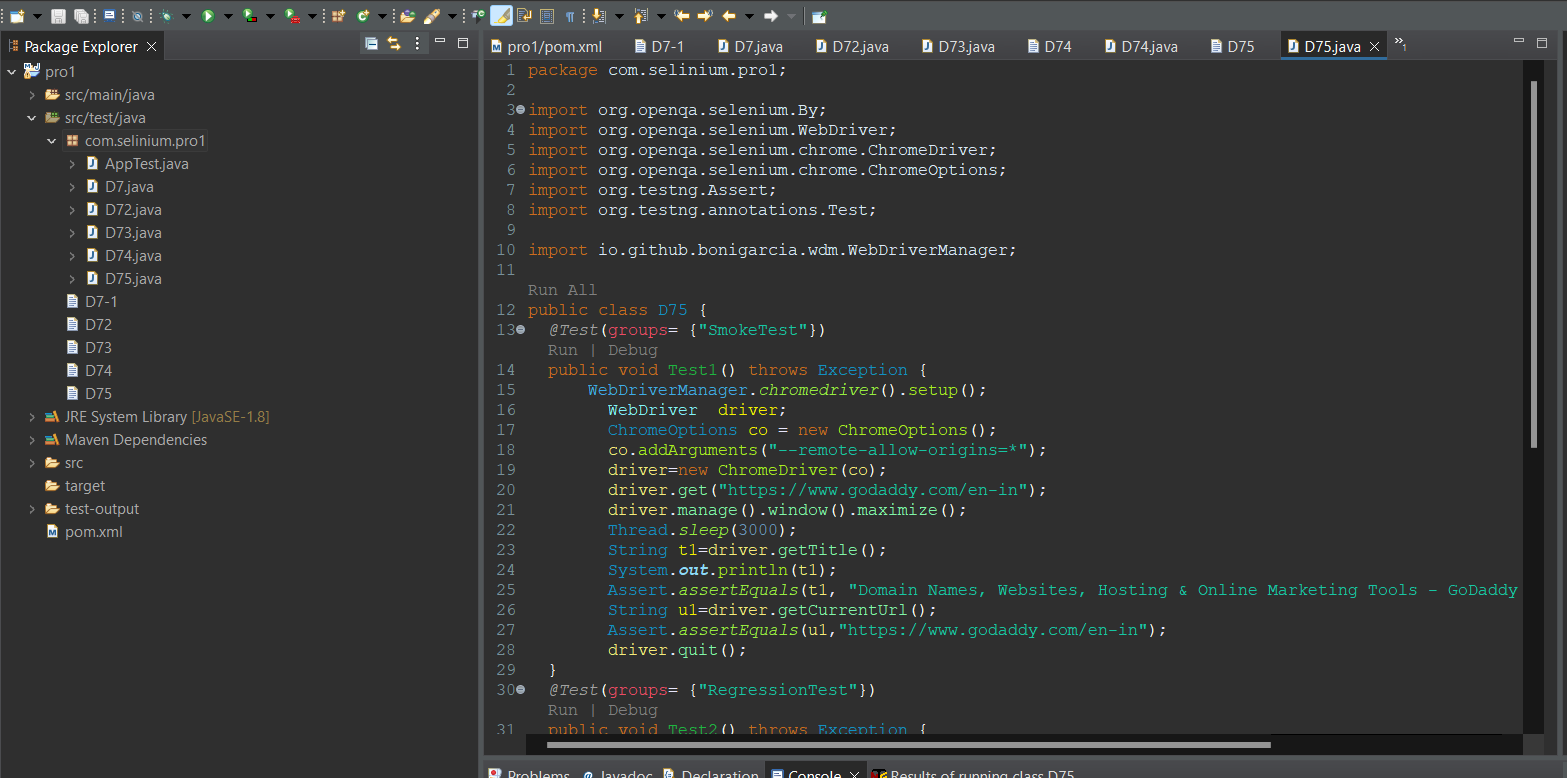 Package Explorer
pro1
src/main/java
src/test/java
com.selinium.pro1
AppTest.java
D7.java
D72.java
D73.java
D74.java
D75.java
D7-1
D72
D73
D74
D75
JRE System Library [JavaSE-1.8]
Maven Dependencies
src
target
test-output
pom.xml
pro1/pom.xml D7-1 D7.java D72.java D73.java D74 D74.java D75 D75.java »1
1 package com.selinium.pro1;
2
3 import org.openqa.selenium.By;
4 import org.openqa.selenium.WebDriver;
5 import org.openqa.selenium.chrome.ChromeDriver;
6 import org.openqa.selenium.chrome.ChromeOptions;
7 import org.testng.Assert;
8 import org.testng.annotations.Test;
9
10 import io.github.bonigarcia.wdm.WebDriverManager;
11
Run All
12 public class D75 {
13 @Test(groups= {"SmokeTest"})
Run | Debug
14 public void Test1() throws Exception {
15 WebDriverManager.chromedriver().setup();
16 WebDriver driver;
17 ChromeOptions co = new ChromeOptions();
18 co.addArguments("--remote-allow-origins=*");
19 driver=new ChromeDriver(co);
20 driver.get("https://www.godaddy.com/en-in");
21 driver.manage().window().maximize();
22 Thread.sleep(3000);
23 String t1=driver.getTitle();
24 System.out.println(t1);
25 Assert.assertEquals(t1, "Domain Names, Websites, Hosting & Online Marketing Tools - GoDaddy
26 String u1=driver.getCurrentUrl();
27 Assert.assertEquals(u1,"https://www.godaddy.com/en-in");
28 driver.quit();
29 }
30 @Test(groups= {"RegressionTest"})
Run | Debug
31 public void Test2() throws Exception {
Problems Javadoc Declaration Console Results of running class D75